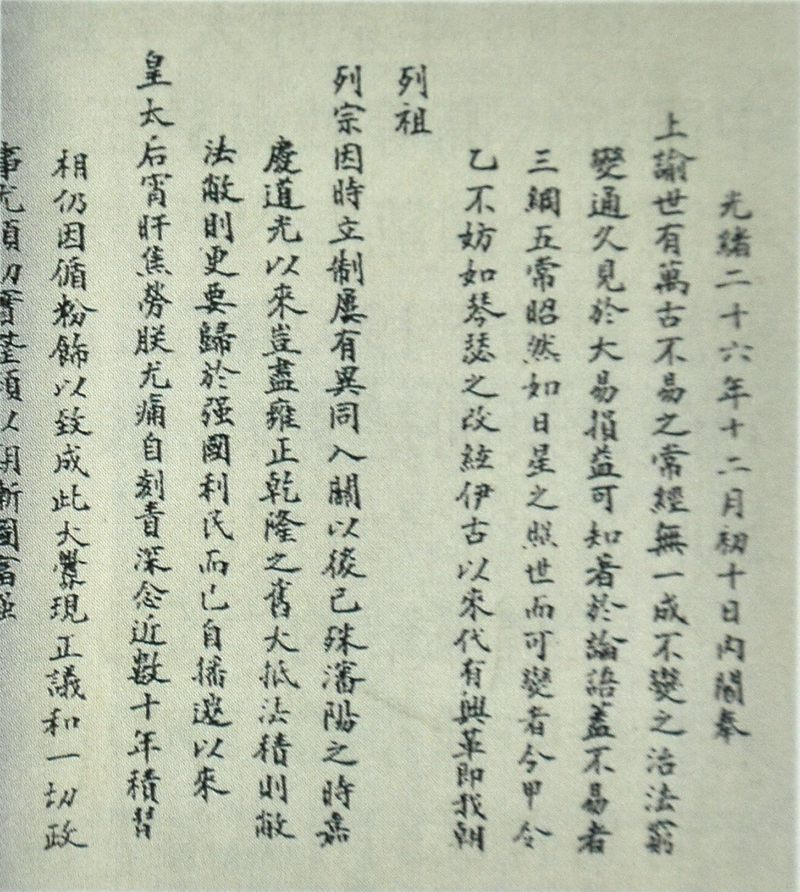 光緒二十六年十二月初十日內閣奉
上諭世有萬古不易之常經無一成不變之治法窮
變通久見於大易損益可知著於論語蓋不易者
三綱五常昭然如日星之照世而可變者令甲令
乙不妨如琴瑟之改絃伊古以來代有興革即我朝
列祖
列宗因時立制屢有異同入關以後已殊瀋陽之時嘉
慶道光以來豈盡雍正乾隆之舊大抵法積則敝
法敝則更要歸於强國利民而已自播遷以來
皇太后宵旰焦勞朕尤痛自刻責深念近數十年積習
相仍因循粉飾以致成此大釁現正議和一切政
事尤須切實整頓以期漸圖富强